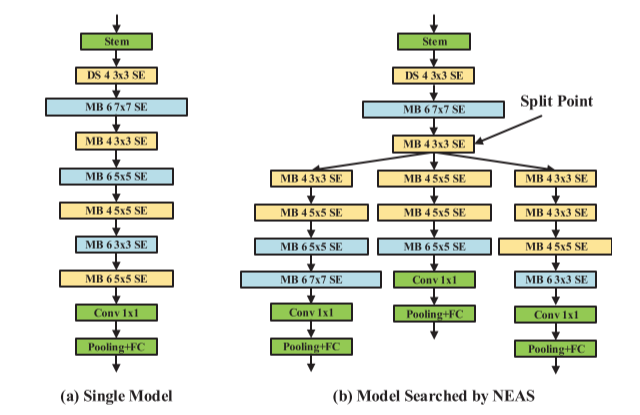 Stem
DS 4 3x3 SE
MB 6 7x7 SE
MB 4 3x3 SE
MB 6 5x5 SE
MB 4 5x5 SE
MB 6 3x3 SE
MB 6 5x5 SE
Conv 1x1
Pooling+FC
(a) Single Model
Stem
DS 4 3x3 SE
MB 6 7x7 SE
Split Point
MB 4 3x3 SE
MB 4 3x3 SE
MB 4 5x5 SE
MB 6 5x5 SE
MB 6 7x7 SE
Conv 1x1
Pooling+FC
MB 4 5x5 SE
MB 4 5x5 SE
MB 6 5x5 SE
Conv 1x1
Pooling+FC
MB 4 3x3 SE
MB 4 3x3 SE
MB 4 5x5 SE
MB 6 3x3 SE
Conv 1x1
Pooling+FC
(b) Model Searched by NEAS